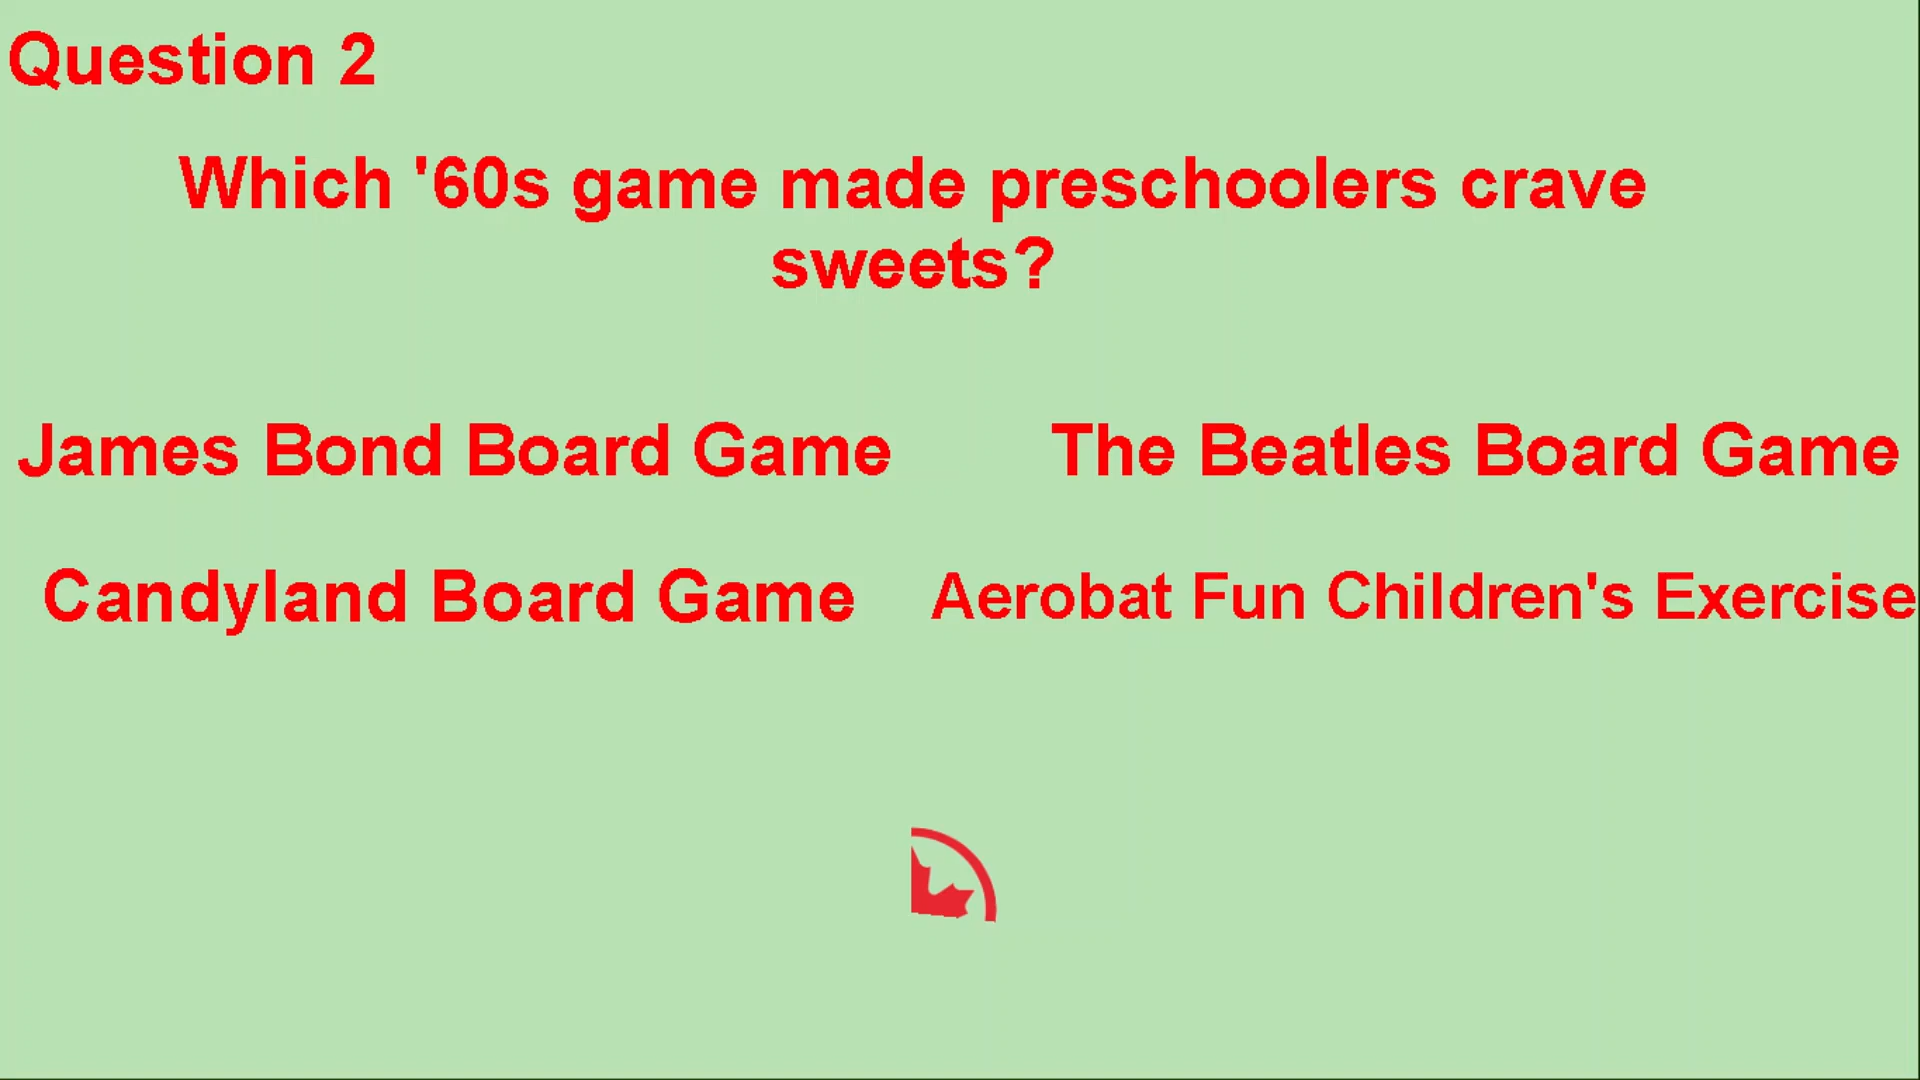 Question 2
Which '60s game made preschoolers crave
sweets?
James Bond Board Game
The Beatles Board Game
Candyland Board Game
Aerobat Fun Children's Exercise